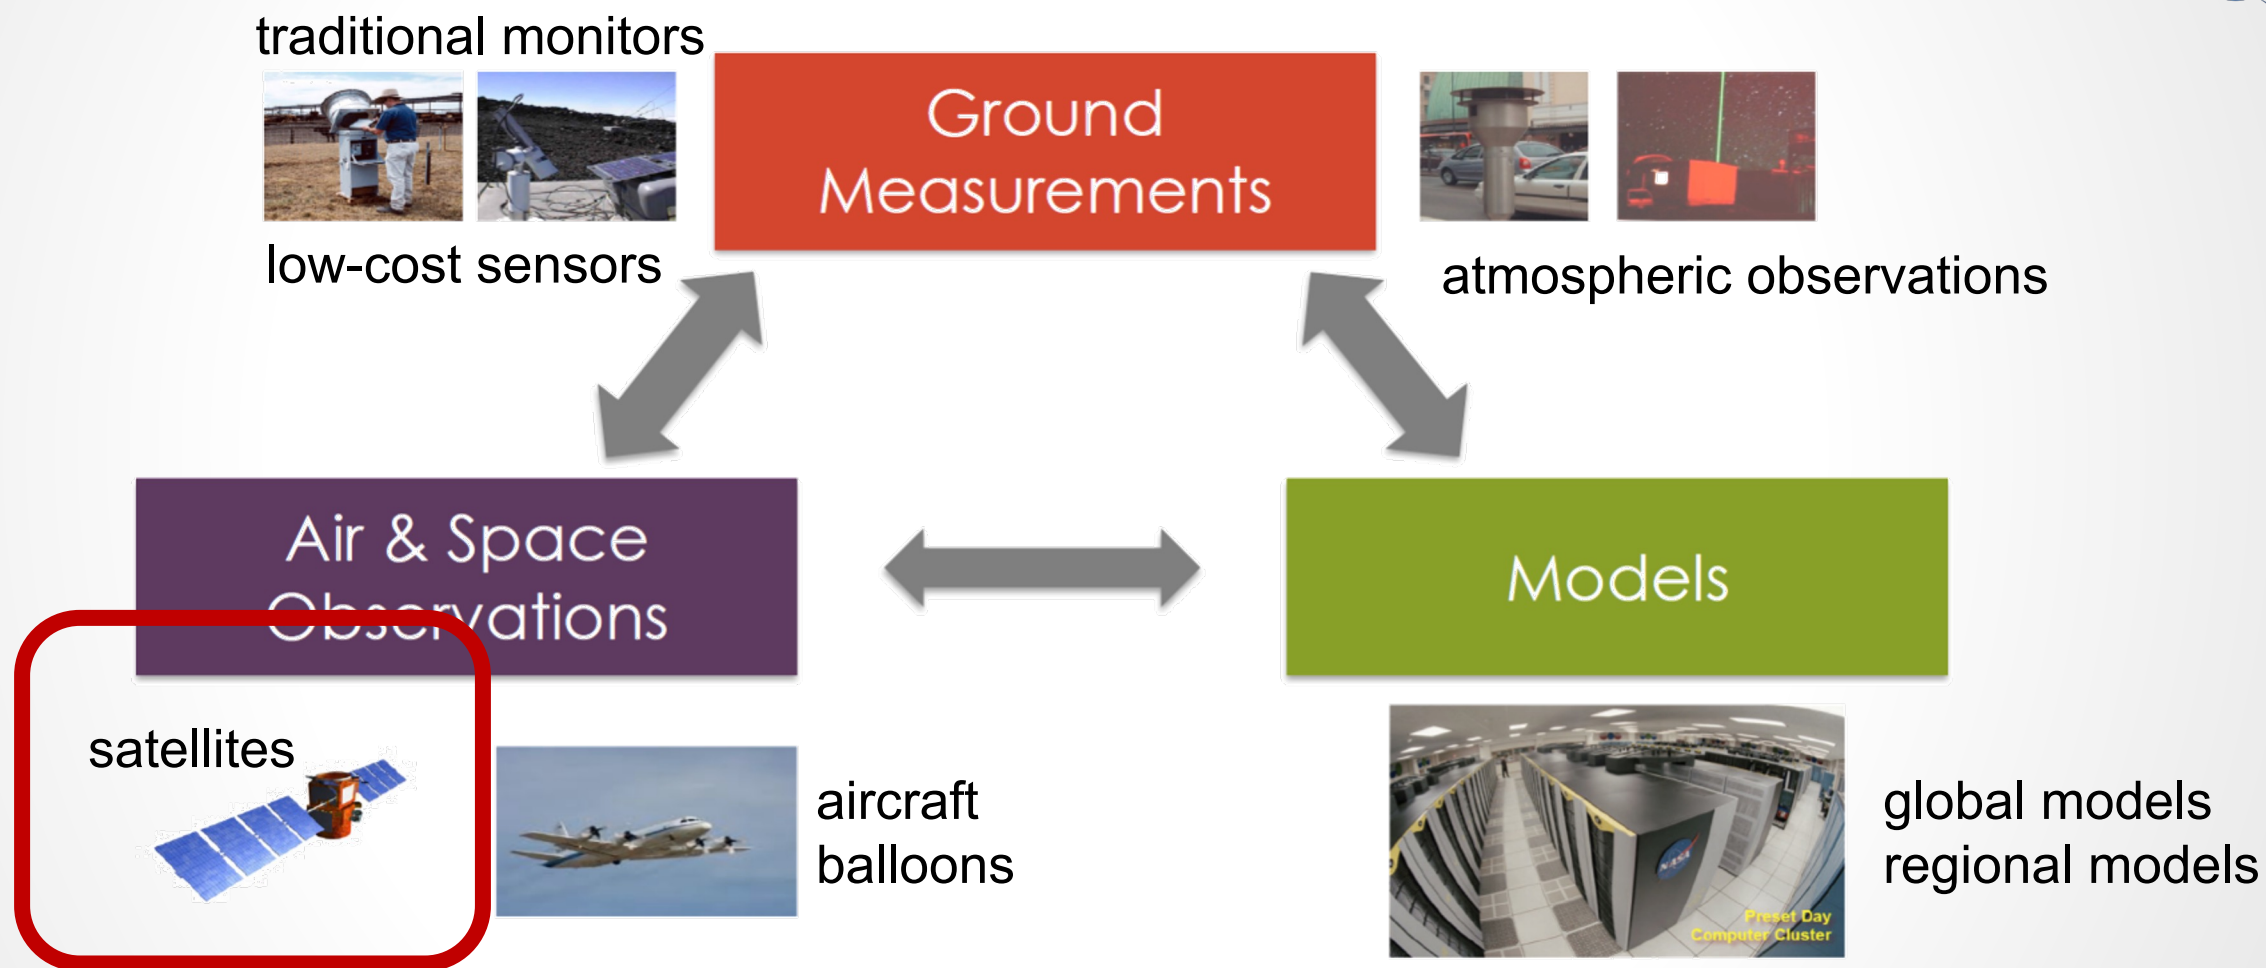 traditional monitors
Ground
Measurements
low-cost sensors
atmospheric observations
Air & Space
Observations
Models
satellites
aircraft
balloons
NASA
Preset Day
Computer Cluster
global models
regional models